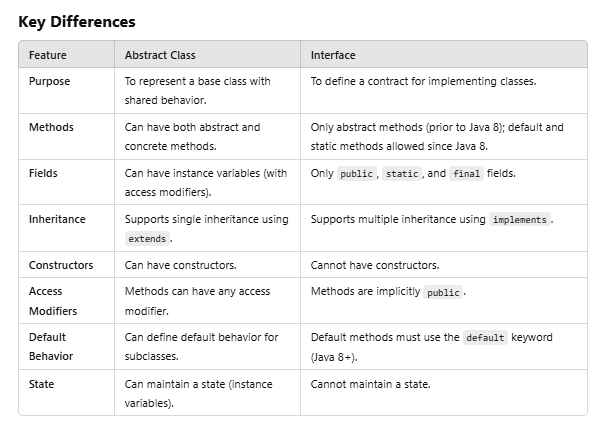 Key Differences
Feature Abstract Class Interface
Purpose To represent a base class with To define a contract for implementing classes.
shared behavior.
Methods Can have both abstract and Only abstract methods (prior to Java 8); default and
concrete methods. static methods allowed since Java 8.
Fields Can have instance variables (with Only public, static, and final fields.
access modifiers).
Inheritance Supports single inheritance using Supports multiple inheritance using implements.
extends.
Constructors Can have constructors. Cannot have constructors.
Access Methods can have any access Methods are implicitly public.
Modifiers modifier.
Default Can define default behavior for Default methods must use the default keyword
Behavior subclasses. (Java 8+).
State Can maintain a state (instance Cannot maintain a state.
variables).